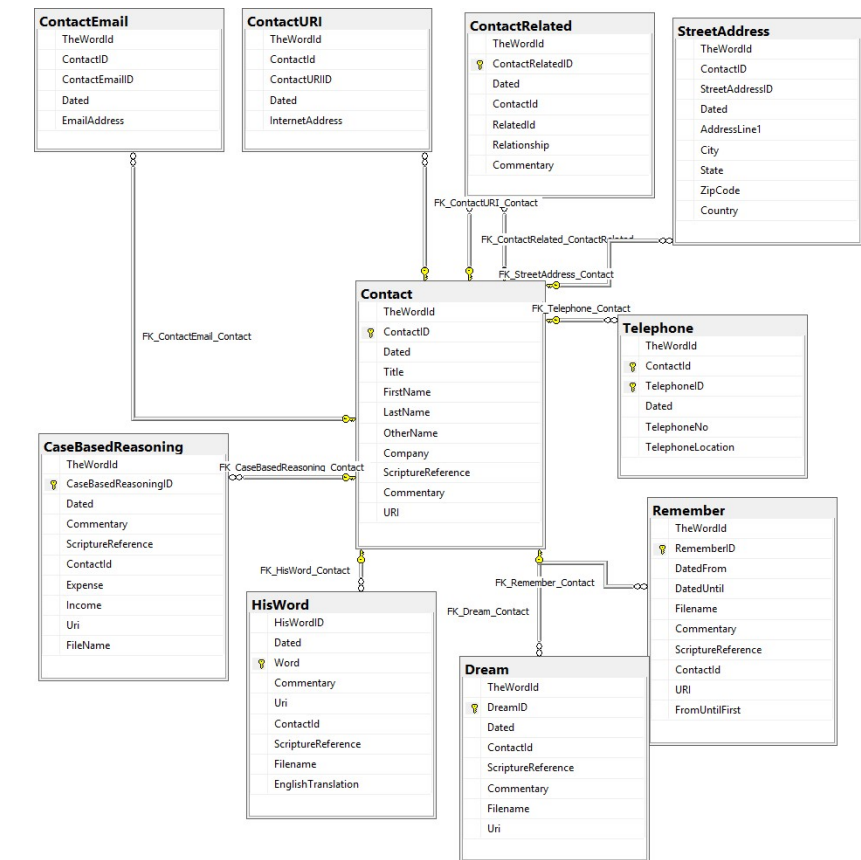 ContactEmail
TheWordId
ContactID
ContactEmailID
Dated
EmailAddress
ContactURI
TheWordId
ContactId
ContactURIID
Dated
InternetAddress
ContactRelated
TheWordId
ContactRelatedID
Dated
ContactId
RelatedId
Relationship
Commentary
StreetAddress
TheWordId
ContactID
StreetAddressID
Dated
AddressLine1
City
State
ZipCode
Country
FK_ContactURI_Contact
FK_ContactRelated_ContactRelated
FK_StreetAddress_Contact
FK_Telephone_Contact
FK_ContactEmail_Contact
Contact
TheWordId
ContactID
Dated
Title
FirstName
LastName
OtherName
Company
ScriptureReference
Commentary
URI
Telephone
TheWordId
ContactId
TelephoneID
Dated
TelephoneNo
TelephoneLocation
CaseBasedReasoning
TheWordId
CaseBasedReasoningID
Dated
Commentary
ScriptureReference
ContactId
Expense
Income
Uri
FileName
FK_CaseBasedReasoning_Contact
FK_HisWord_Contact
FK_Remember_Contact
FK_Dream_Contact
HisWord
HisWordID
Dated
Word
Commentary
Uri
ContactId
ScriptureReference
Filename
EnglishTranslation
Remember
TheWordId
RememberID
DatedFrom
DatedUntil
Filename
Commentary
ScriptureReference
ContactId
URI
FromUntilFirst
Dream
TheWordId
DreamID
Dated
ContactId
ScriptureReference
Commentary
Filename
Uri